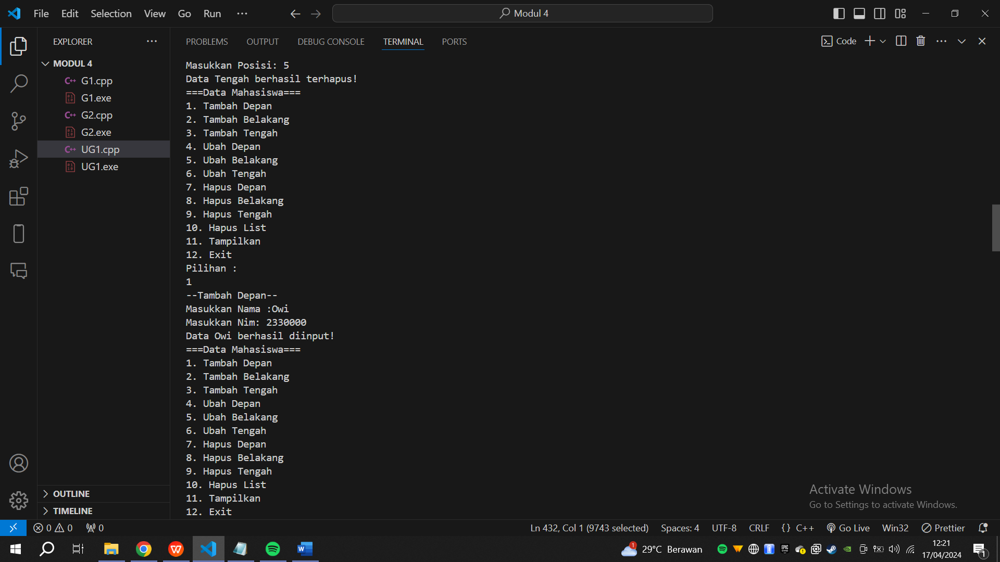 File Edit Selection View Go Run ... Modul 4
EXPLORER
MODUL 4
G1.cpp
G1.exe
G2.cpp
G2.exe
UG1.cpp
UG1.exe
OUTLINE
TIMELINE
PROBLEMS OUTPUT DEBUG CONSOLE TERMINAL PORTS Code
Masukkan Posisi: 5
Data Tengah berhasil terhapus!
===Data Mahasiswa===
1. Tambah Depan
2. Tambah Belakang
3. Tambah Tengah
4. Ubah Depan
5. Ubah Belakang
6. Ubah Tengah
7. Hapus Depan
8. Hapus Belakang
9. Hapus Tengah
10. Hapus List
11. Tampilkan
12. Exit
Pilihan :
1
--Tambah Depan--
Masukkan Nama :Owi
Masukkan Nim: 2330000
Data Owi berhasil diinput!
===Data Mahasiswa===
1. Tambah Depan
2. Tambah Belakang
3. Tambah Tengah
4. Ubah Depan
5. Ubah Belakang
6. Ubah Tengah
7. Hapus Depan
8. Hapus Belakang
9. Hapus Tengah
10. Hapus List
11. Tampilkan
12. Exit
Activate Windows
Go to Settings to activate Windows.
0 0 0 Ln 432, Col 1 (9743 selected) Spaces: 4 UTF-8 CRLF {} C++ Go Live Win32 Prettier
1 29°C Berawan 12:21
17/04/2024 1